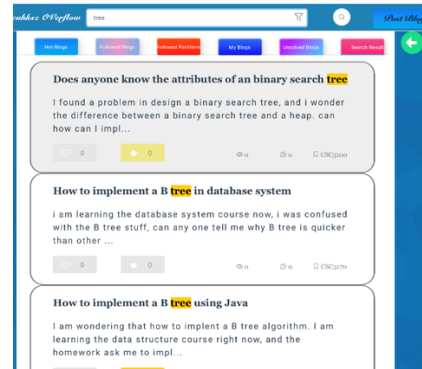 OVerflow
tree
Post Blog
Hot Blogs
Followed Blogs
Followed Partitions
My Blogs
Unsolved Blogs
Search Result
Does anyone know the attributes of an binary search tree
I found a problem in design a binary search tree, and i wonder
the difference between a binary search tree and a heap. can
how can I impl...
0
0
0
0
CSC3100
How to implement a B tree in database system
i am learning the database system course now, i was confused
with the B tree stuff, can any one tell me why B tree is quicker
than other ...
0
0
0
0
CSC3170
How to implement a B tree using Java
I am wondering that how to implent a B tree algorithm. I am
learning the data structure course right now, and the
homework ask me to impl...